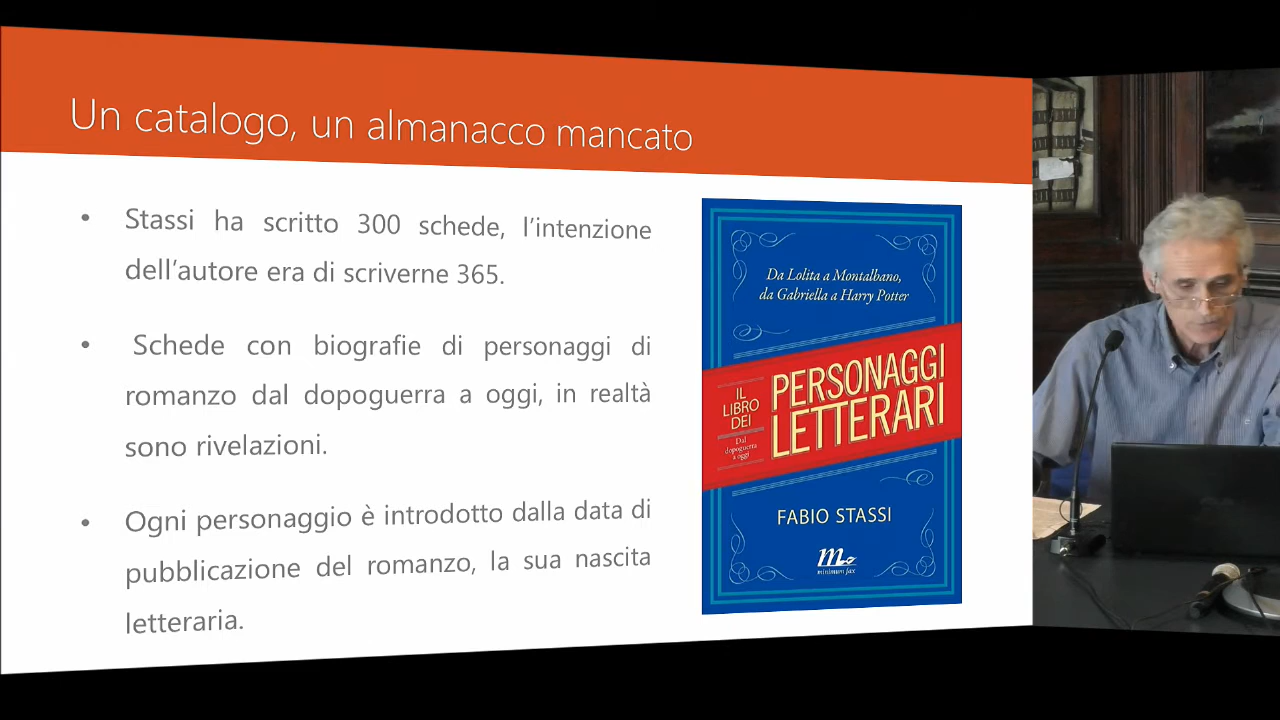 Un catalogo, un almanacco mancato
• Stassi ha scritto 300 schede, l’intenzione
dell’autore era di scriverne 365.
• Schede con biografie di personaggi di
romanzo dal dopoguerra a oggi, in realtà
sono rivelazioni.
• Ogni personaggio è introdotto dalla data di
pubblicazione del romanzo, la sua nascita
letteraria.
Da Lolita a Montalbano,
da Gabriella a Harry Potter
IL
LIBRO
DEI
Dal
dopoguerra
a oggi
PERSONAGGI
LETTERARI
FABIO STASSI
mo
minimum fax